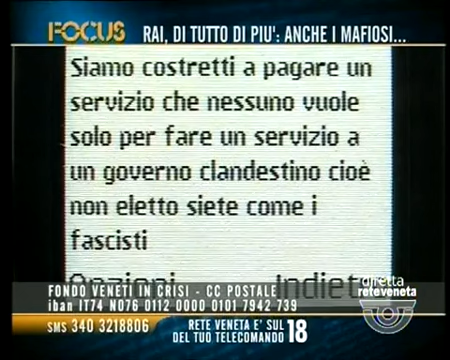 FOCUS RAI, DI TUTTO DI PIU': ANCHE I MAFIOSI...
Siamo costretti a pagare un
servizio che nessuno vuole
solo per fare un servizio a
un governo clandestino cioè
non eletto siete come i
fascisti
Opzioni Indietro
diretta
reteveneta
FONDO VENETI IN CRISI - CC POSTALE
iban IT74 N076 0112 0000 0101 7942 739
SMS 340 3218806
RETE VENETA E' SUL
DEL TUO TELECOMANDO 18